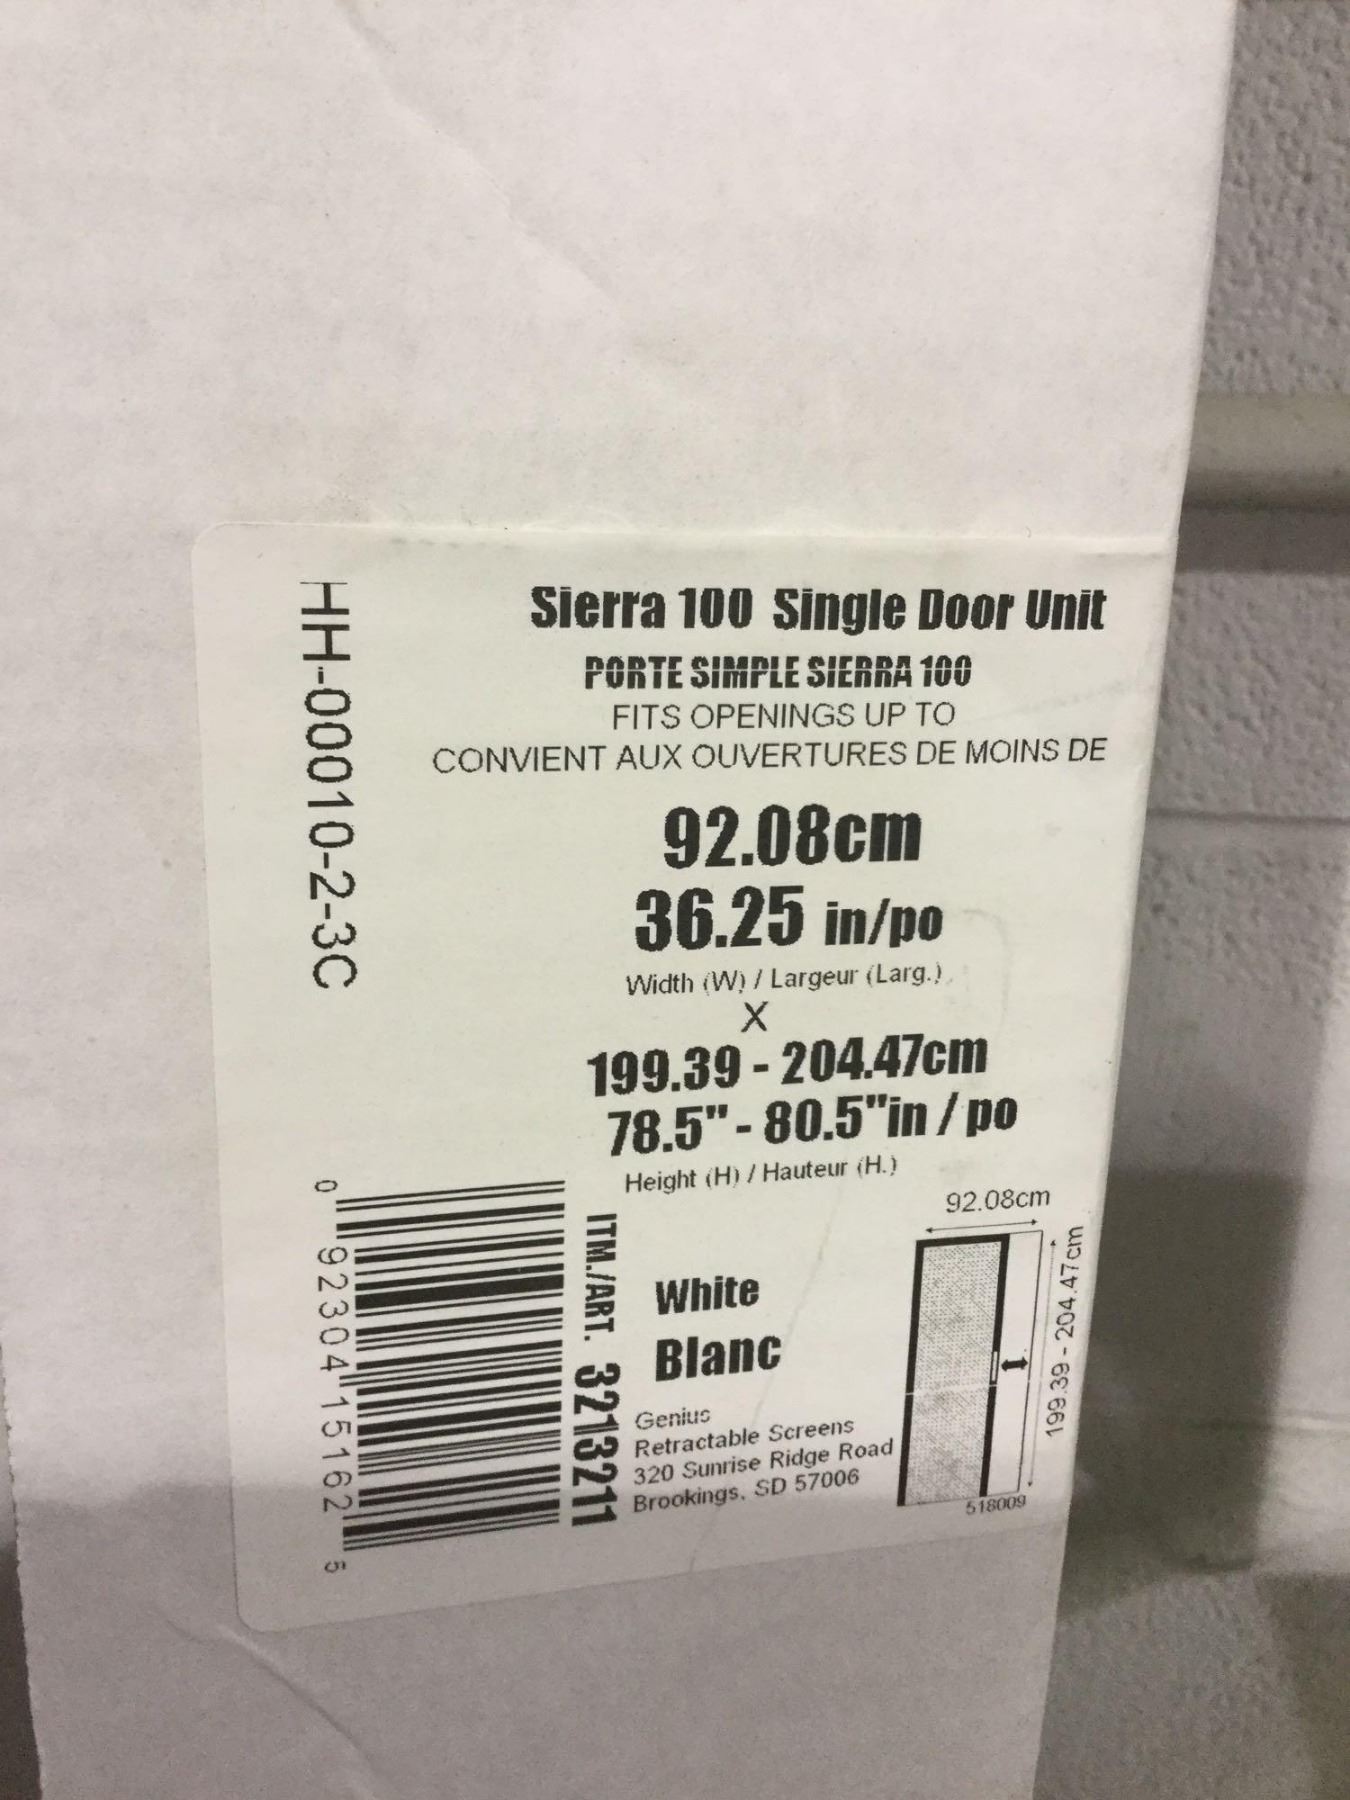 HH-00010-2-3C
Sierra 100 Single Door Unit
PORTE SIMPLE SIERRA 100
FITS OPENINGS UP TO
CONVIENT AUX OUVERTURES DE MOINS DE
92.08cm
36.25 in/po
Width (W) / Largeur (Larg.)
X
199.39 - 204.47cm
78.5" - 80.5"in / po
Height (H) / Hauteur (H.)
0 92304 15162 5
ITM./ART. 3213211
White
Blanc
Genius
Retractable Screens
320 Sunrise Ridge Road
Brookings, SD 57006
92.08cm
199.39 - 204.47cm
518009